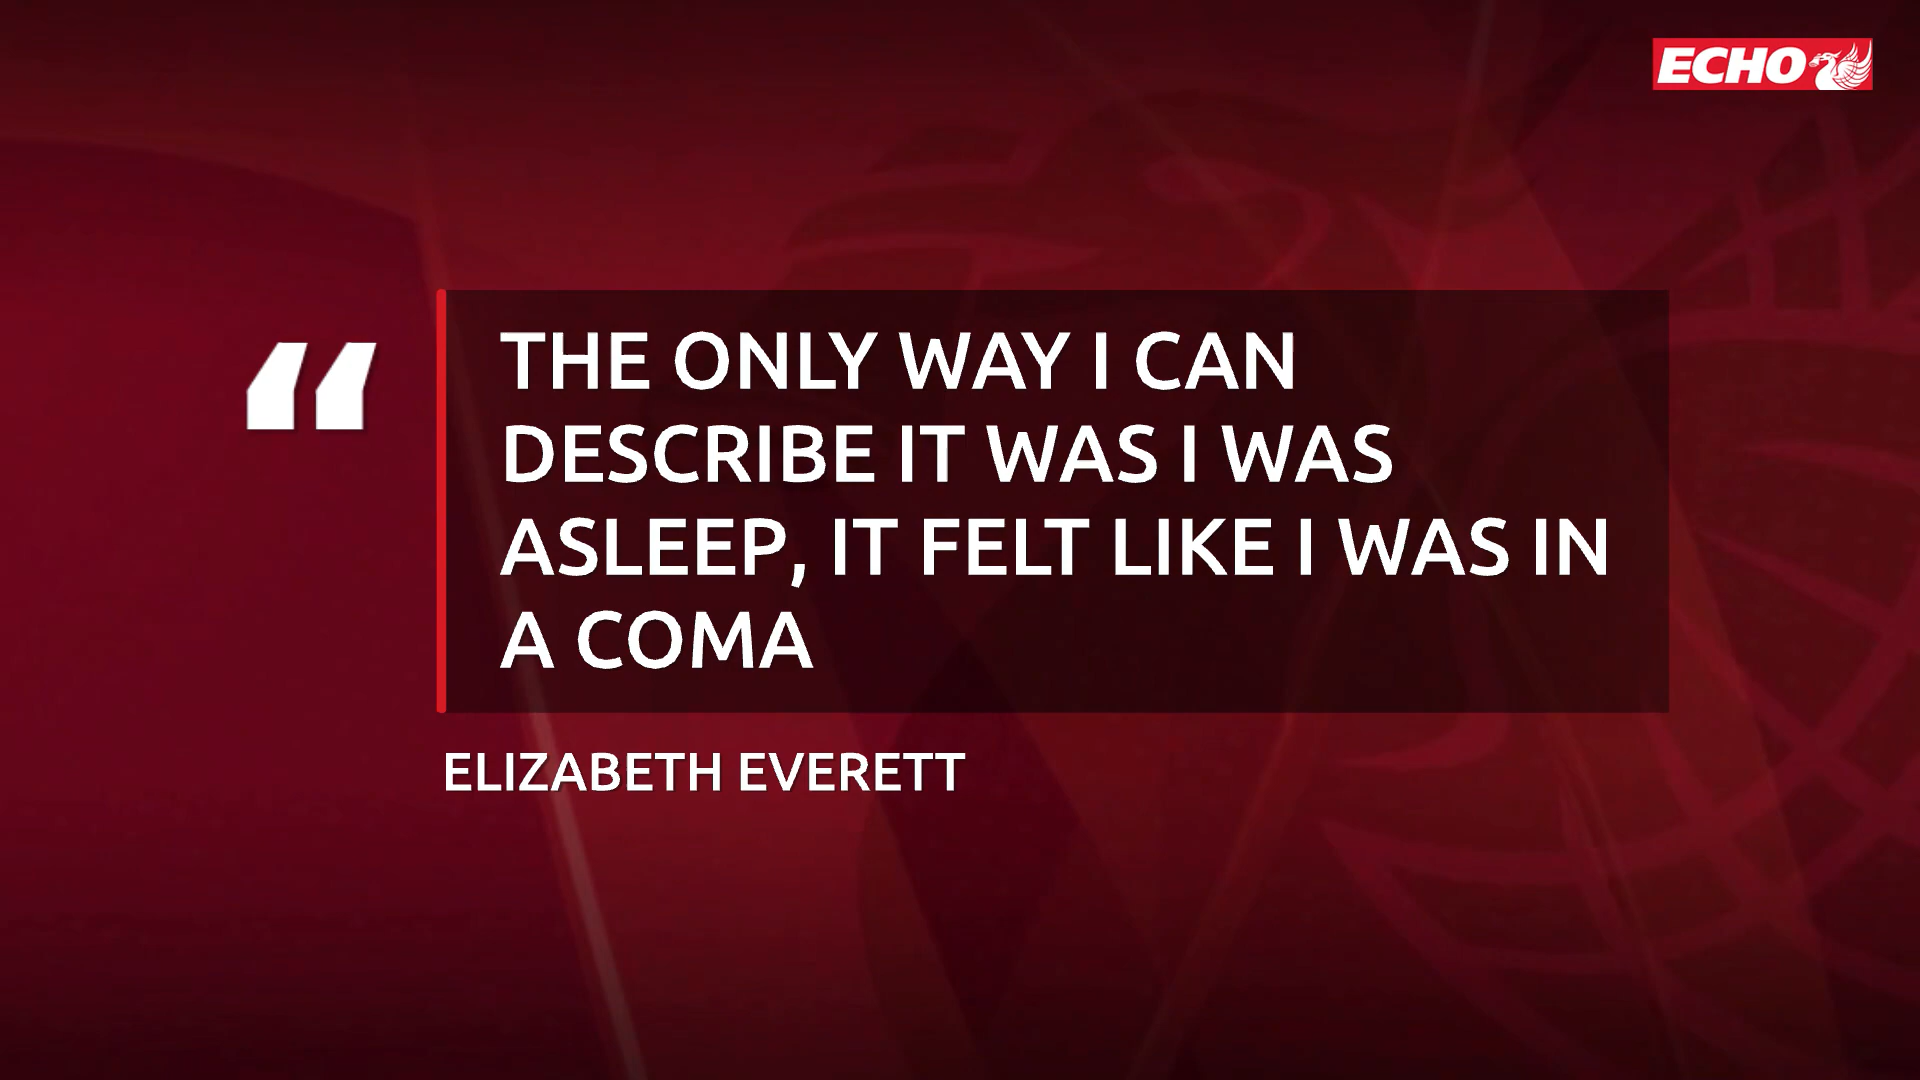 ECHO
“
THE ONLY WAY I CAN
DESCRIBE IT WAS I WAS
ASLEEP, IT FELT LIKE I WAS IN
A COMA
ELIZABETH EVERETT